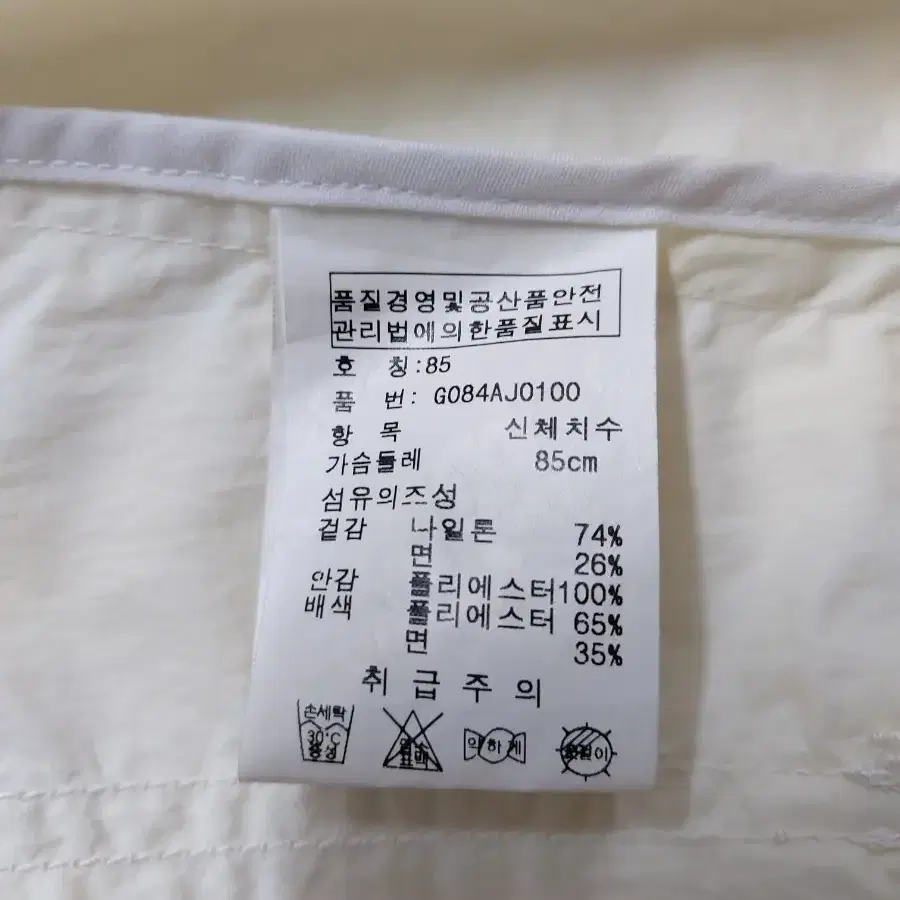 품질경영및공산품안전
관리법에의한품질표시
호 칭:85
품 번: G084AJ0100
항 목 신체치수
가슴둘레 85cm
섬유의조성
겉감 나일론 74%
면 26%
안감 폴리에스터100%
배색 폴리에스터 65%
면 35%
취급주의
손세탁
30℃
중성
약하게